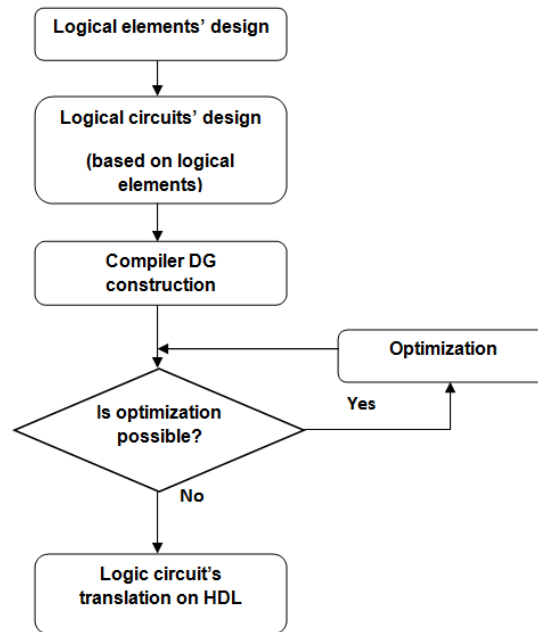 Logical elements’ design
Logical circuits’ design
(based on logical
elements)
Compiler DG
construction
Optimization
Is optimization
possible?
Yes
No
Logic circuit’s
translation on HDL